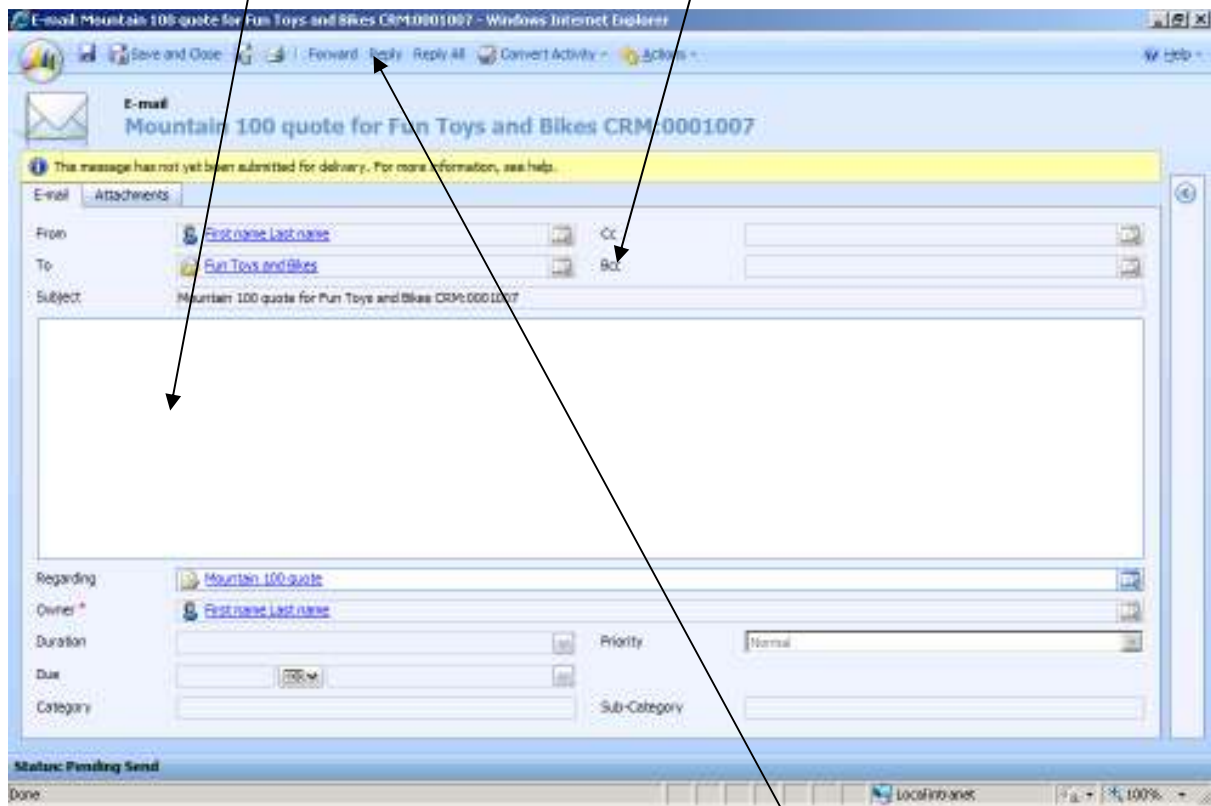 E-mail: Mountain 100 quote for Fun Toys and Bikes CRM:0001007 - Windows Internet Explorer
Save and Close Forward Reply Reply All Convert Activity Actions Help
E-mail
Mountain 100 quote for Fun Toys and Bikes CRM:0001007
This message has not yet been submitted for delivery. For more information, see help.
E-mail Attachments
From First name Last name Cc
To Fun Toys and Bikes Bcc
Subject Mountain 100 quote for Fun Toys and Bikes CRM:0001007
Regarding Mountain 100 quote
Owner * First name Last name
Duration Priority Normal
Due
Category Sub-Category
Status: Pending Send
Done Local intranet 100%